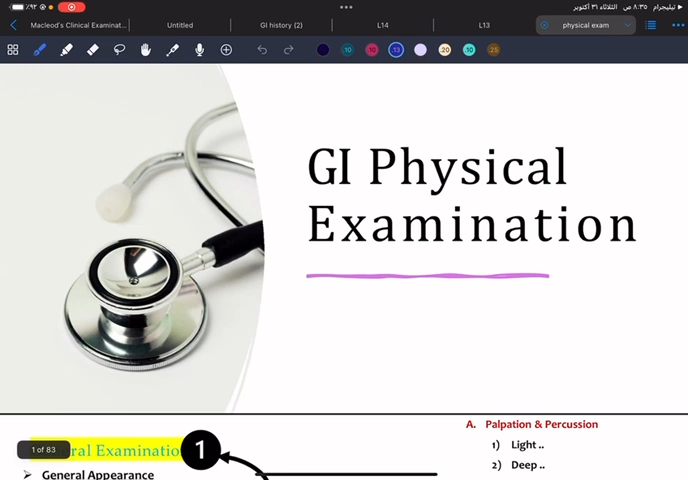 ٪٩٢
تيليجرام ٨:٣٥ ص الثلاثاء ٣١ أكتوبر
Macleod's Clinical Examinat...
Untitled
GI history (2)
L14
L13
physical exam
.10
.10
.13
.20
.10
.25
GI Physical
Examination
1 of 83
ral Examinatio
1
General Appearance
A. Palpation & Percussion
1) Light ..
2) Deep ..